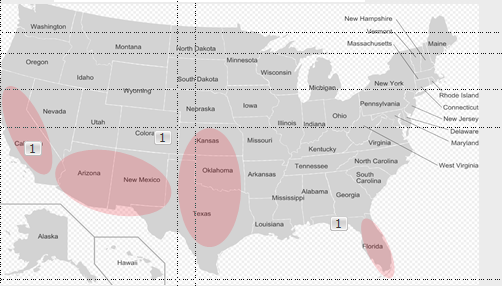 New Hampshire
Washington
Vermont
Massachusetts
Maine
Montana
North Dakota
Oregon
Minnesota
Wisconsin
Idaho
South Dakota
Michigan
New York
Wyoming
Rhode Island
Pennsylvania
Connecticut
Nevada
Nebraska
Iowa
Ohio
New Jersey
Utah
Illinois
Indiana
Delaware
Colora
1
Kansas
Missouri
Virginia
Maryland
Ca
1
Kentucky
West Virginia
Arizona
New Mexico
Oklahoma
Arkansas
Tennessee
North Carolina
South
Carolina
Mississippi
Alabama
Georgia
Texas
Louisiana
1
Alaska
Florida
Hawaii